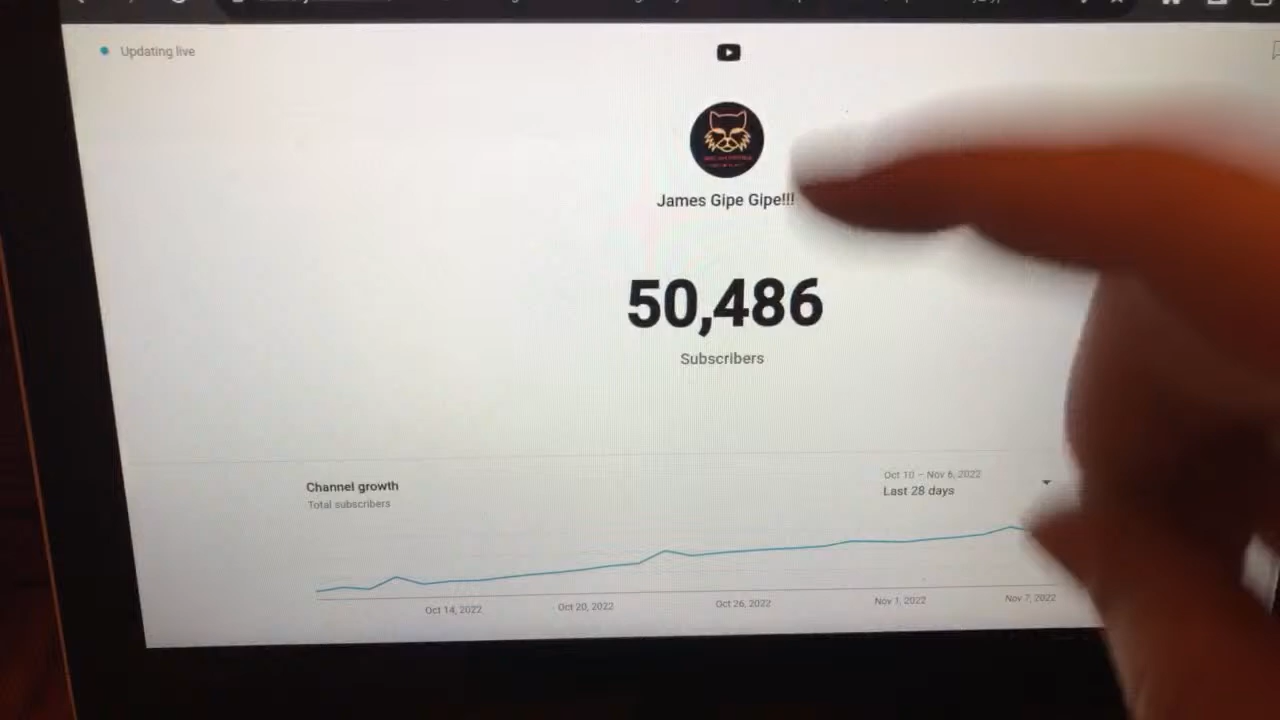 Updating live
James Gipe Gipe!!!
50,486
Subscribers
Channel growth
Total subscribers
Oct 10 – Nov 6, 2022
Last 28 days
Oct 14, 2022
Oct 20, 2022
Oct 26, 2022
Nov 1, 2022
Nov 7, 2022